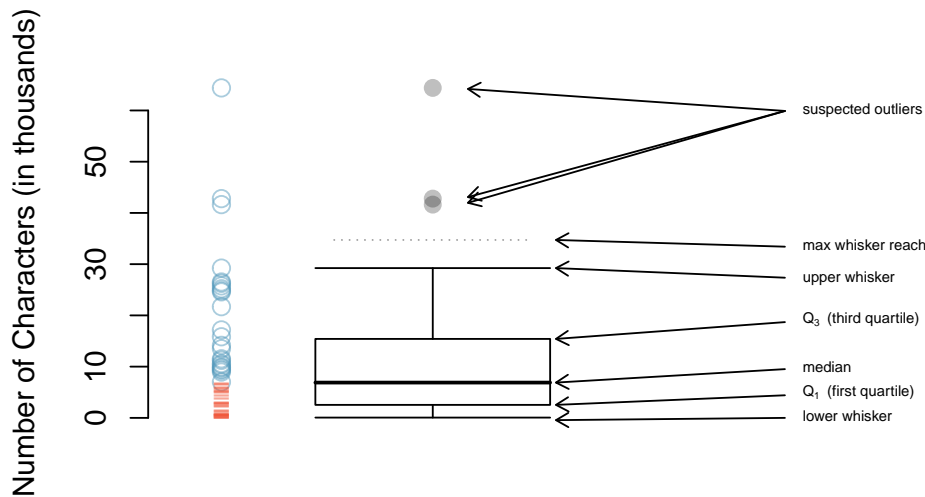 Number of Characters (in thousands)
50
30
10
0
suspected outliers
max whisker reach
upper whisker
Q3 (third quartile)
median
Q1 (first quartile)
lower whisker